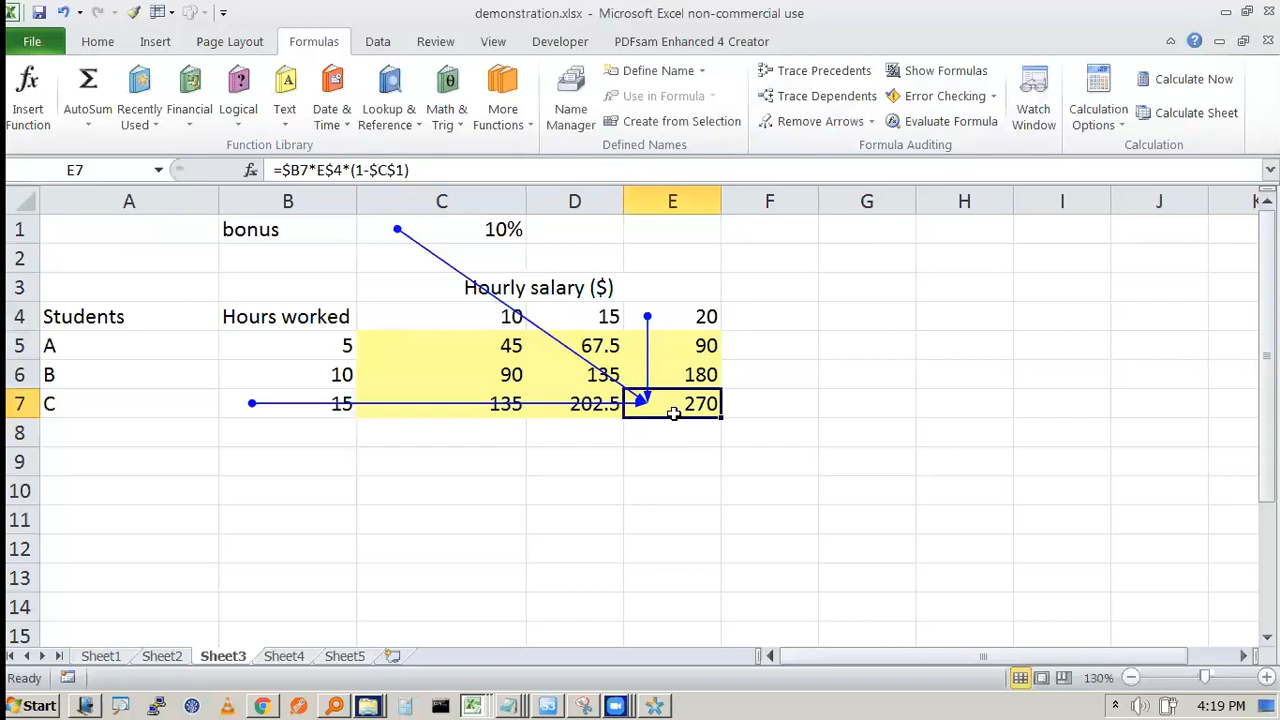 demonstration.xlsx - Microsoft Excel non-commercial use
File Home Insert Page Layout Formulas Data Review View Developer PDFsam Enhanced 4 Creator
Insert Function
AutoSum
Recently Used
Financial
Logical
Text
Date & Time
Lookup & Reference
Math & Trig
More Functions
Function Library
Name Manager
Define Name
Use in Formula
Create from Selection
Defined Names
Trace Precedents
Trace Dependents
Remove Arrows
Show Formulas
Error Checking
Evaluate Formula
Formula Auditing
Watch Window
Calculation Options
Calculate Now
Calculate Sheet
Calculation
E7 fx =$B7*E$4*(1-$C$1)
A B C D E F G H I J K
1 bonus 10%
2
3 Hourly salary ($)
4 Students Hours worked 10 15 20
5 A 5 45 67.5 90
6 B 10 90 135 180
7 C 15 135 202.5 270
8
9
10
11
12
13
14
15
Sheet1 Sheet2 Sheet3 Sheet4 Sheet5
Ready 130%
Start 4:19 PM